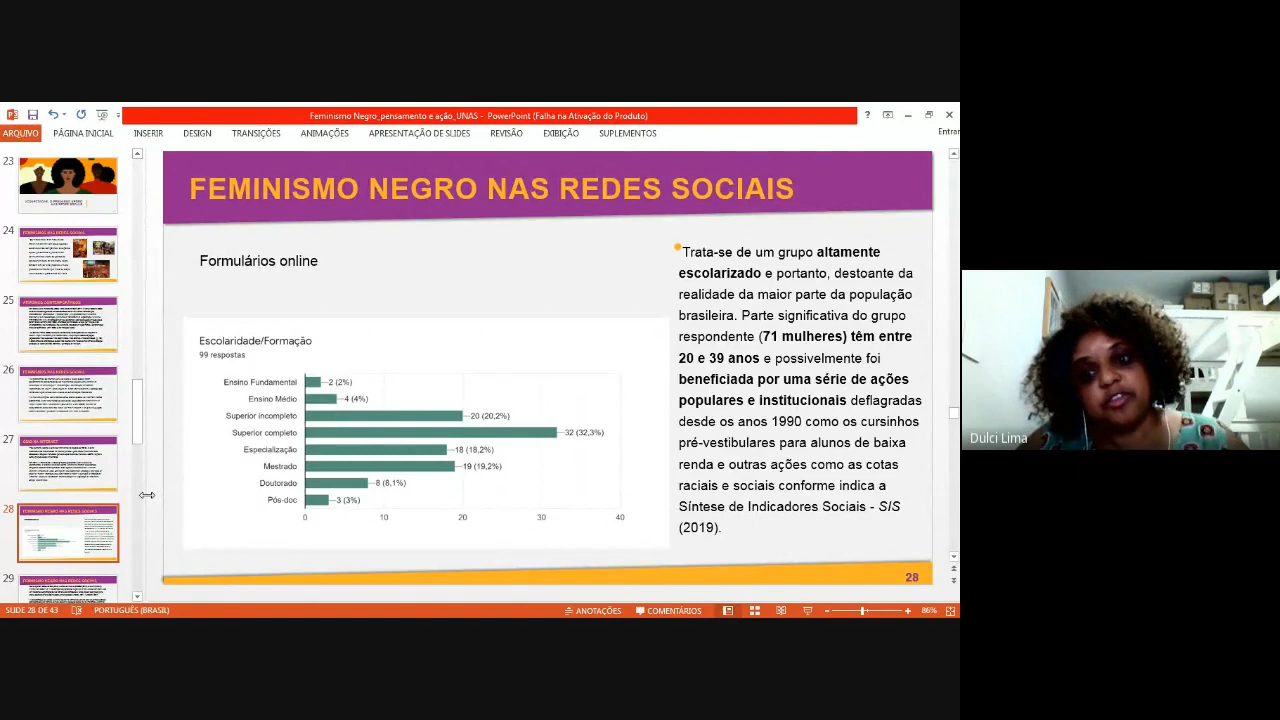 Feminismo Negro_pensamento e ação_UNAS - PowerPoint (Falha na Ativação do Produto)
?
ARQUIVO PÁGINA INICIAL INSERIR DESIGN TRANSIÇÕES ANIMAÇÕES APRESENTAÇÃO DE SLIDES REVISÃO EXIBIÇÃO SUPLEMENTOS Entrar
23
24
25
26
27
28
29
FEMINISMO NEGRO NAS REDES SOCIAIS
Formulários online
Escolaridade/Formação
99 respostas
Ensino Fundamental 2 (2%)
Ensino Médio 4 (4%)
Superior incompleto 20 (20,2%)
Superior completo 32 (32,3%)
Especialização 18 (18,2%)
Mestrado 19 (19,2%)
Doutorado 8 (8,1%)
Pós-doc 3 (3%)
0 10 20 30 40
Trata-se de um grupo altamente
escolarizado e portanto, destoante da
realidade da maior parte da população
brasileira. Parte significativa do grupo
respondente (71 mulheres) têm entre
20 e 39 anos e possivelmente foi
beneficiada por uma série de ações
populares e institucionais deflagradas
desde os anos 1990 como os cursinhos
pré-vestibulares para alunos de baixa
renda e outras ações como as cotas
raciais e sociais conforme indica a
Síntese de Indicadores Sociais - SIS
(2019).
28
SLIDE 28 DE 43 PORTUGUÊS (BRASIL) ANOTAÇÕES COMENTÁRIOS 86%
Dulci Lima